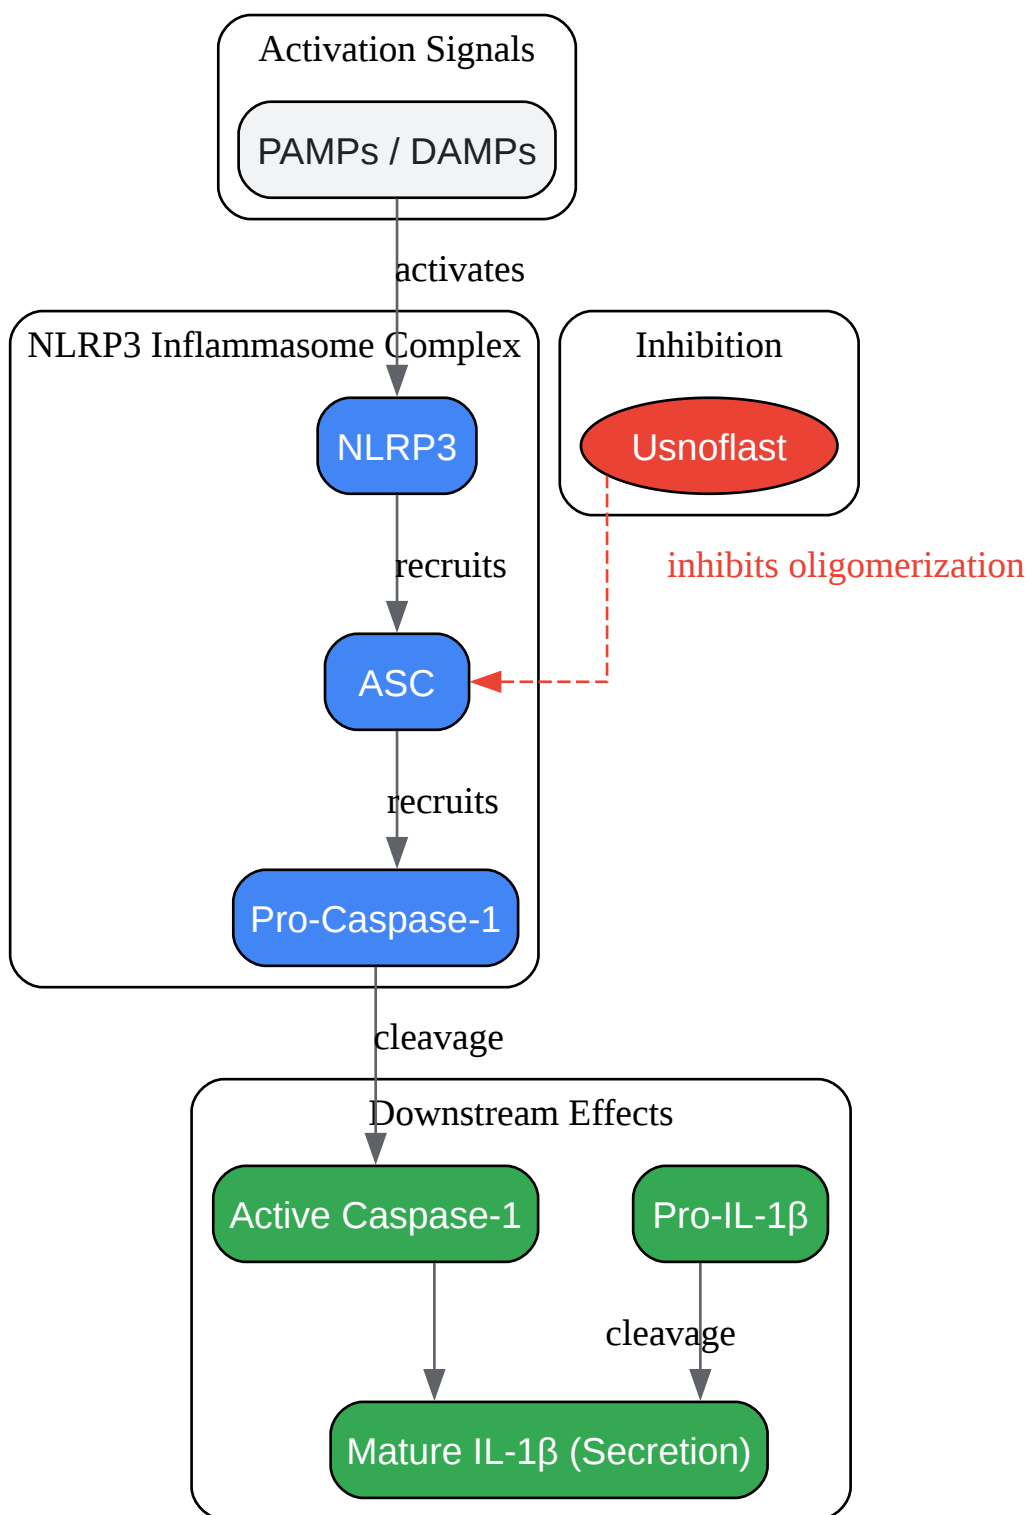 Activation Signals
PAMPs / DAMPs
activates
NLRP3 Inflammasome Complex
Inhibition
NLRP3
Usnoflast
recruits
inhibits oligomerization
ASC
recruits
Pro-Caspase-1
cleavage
Downstream Effects
Active Caspase-1
Pro-IL-1β
cleavage
Mature IL-1β (Secretion)